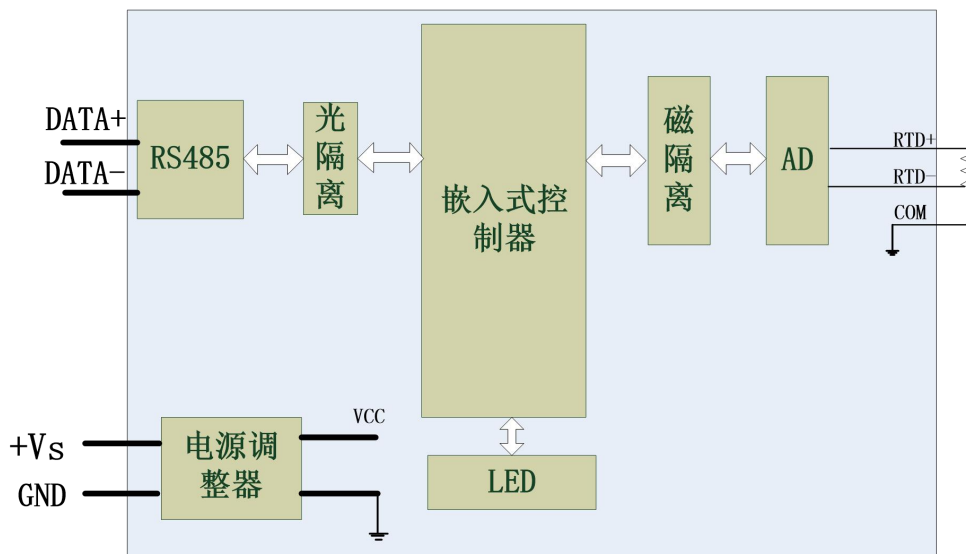 DATA+
DATA-
RS485
光
隔
离
嵌入式控
制器
磁
隔
离
AD
RTD+
RTD-
COM
+Vs
GND
电源调
整器
VCC
LED